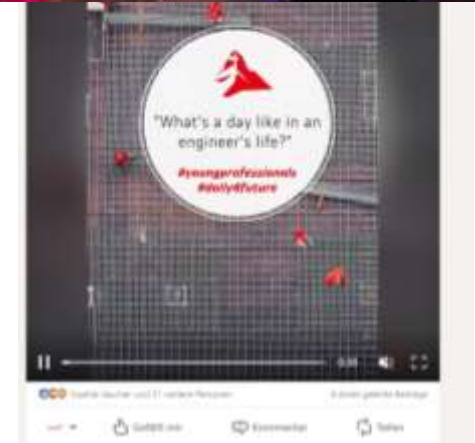 "What's a day like in an
engineer's life?"
#youngprofessionals
#daily4future
Gefällt mir
Kommentar
Teilen